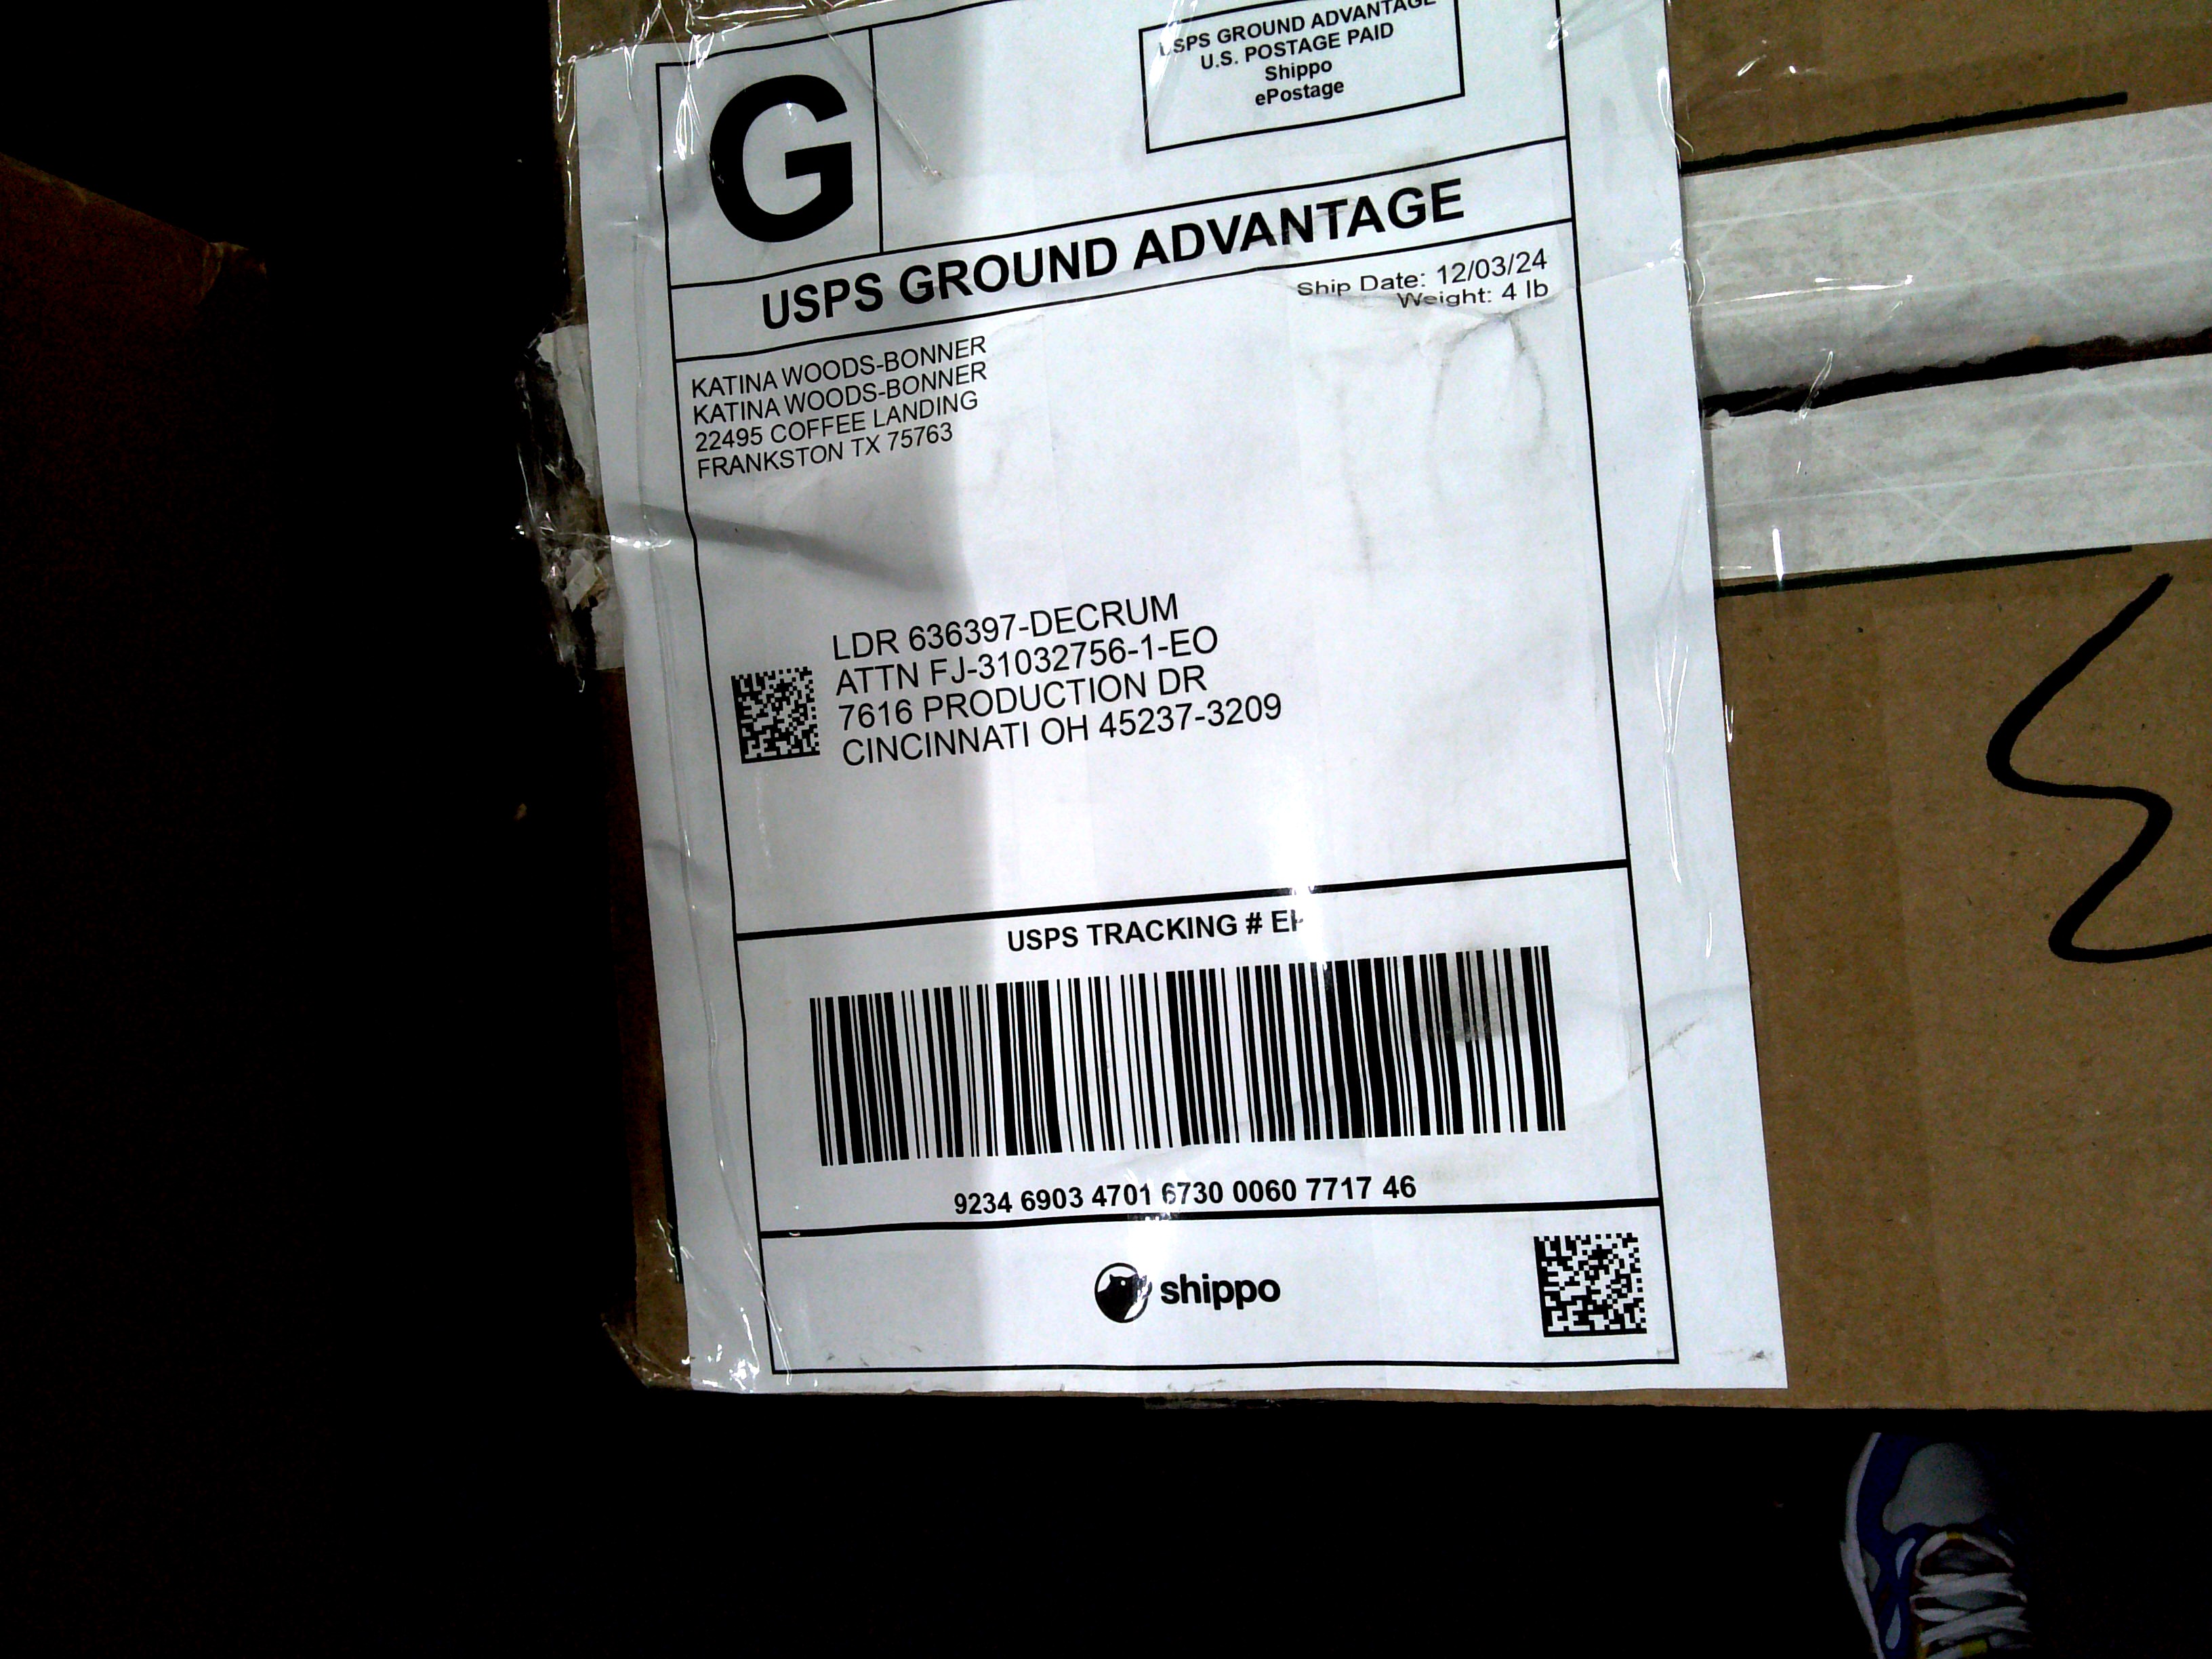 G
USPS GROUND ADVANTAGE
U.S. POSTAGE PAID
Shippo
ePostage
USPS GROUND ADVANTAGE
Ship Date: 12/03/24
Weight: 4 lb
KATINA WOODS-BONNER
KATINA WOODS-BONNER
22495 COFFEE LANDING
FRANKSTON TX 75763
LDR 636397-DECRUM
ATTN FJ-31032756-1-EO
7616 PRODUCTION DR
CINCINNATI OH 45237-3209
USPS TRACKING #
9234 6903 4701 6730 0060 7717 46
shippo